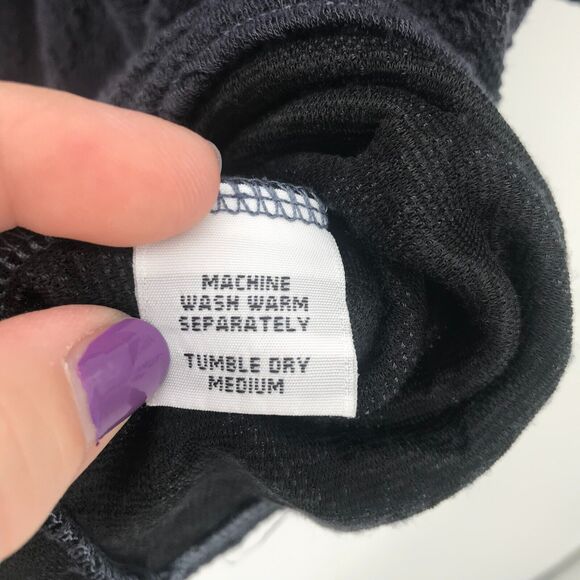 MACHINE
WASH WARM
SEPARATELY
TUMBLE DRY
MEDIUM